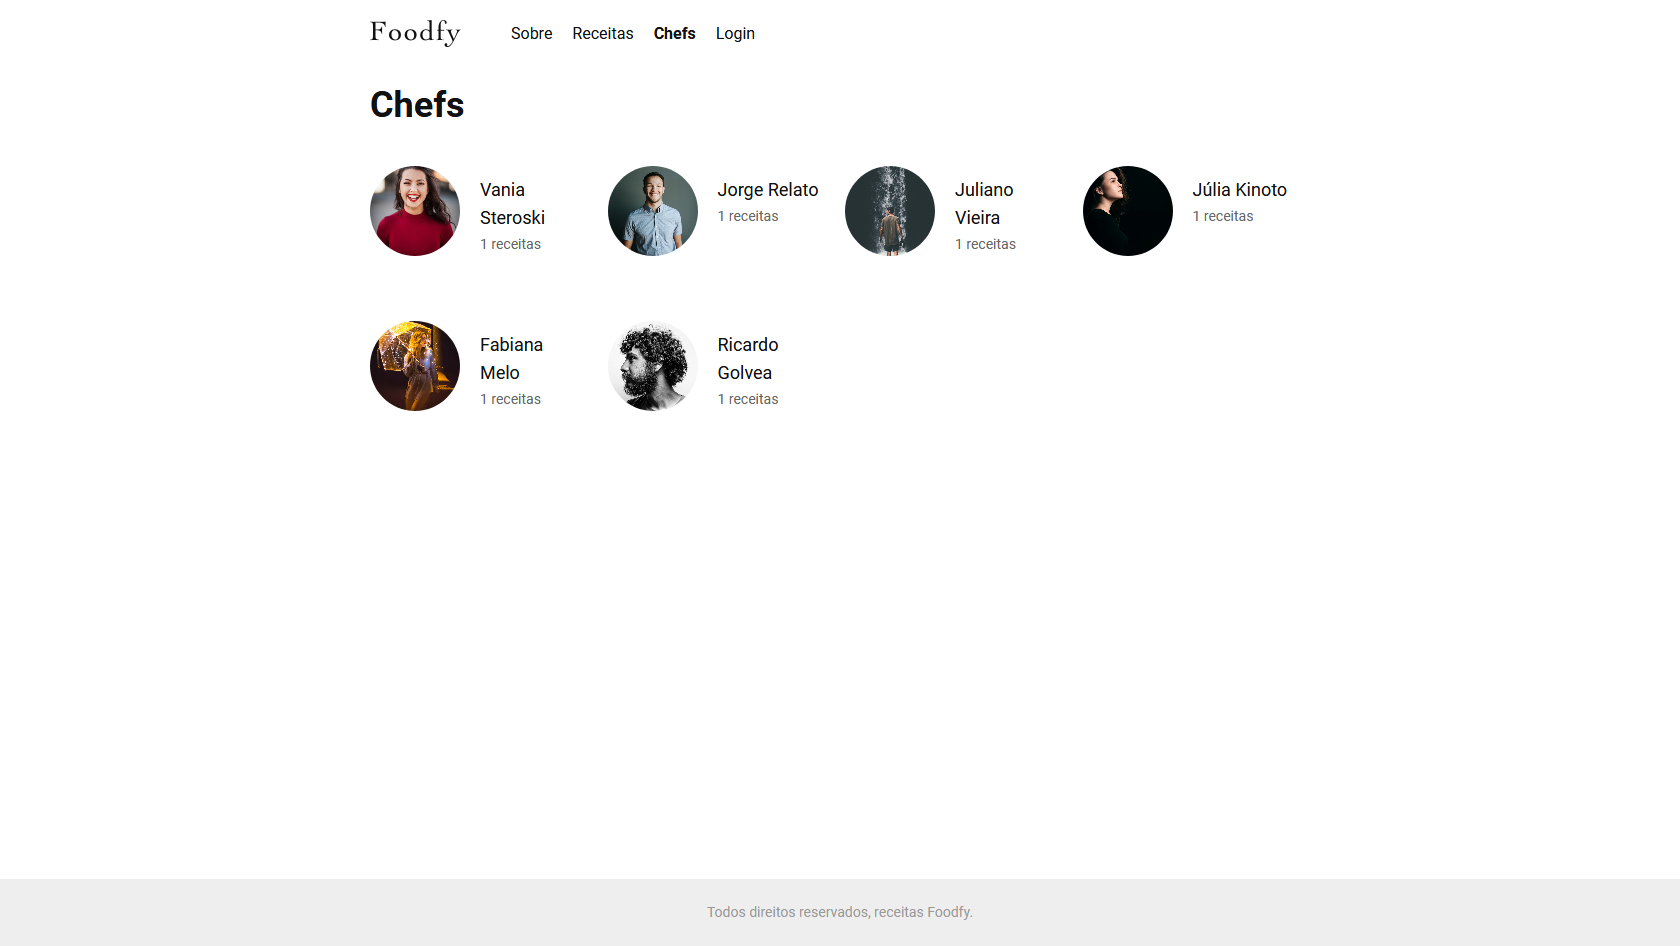 Foodfy Sobre Receitas Chefs Login
Chefs
Vania
Steroski
1 receitas
Jorge Relato
1 receitas
Juliano
Vieira
1 receitas
Júlia Kinoto
1 receitas
Fabiana
Melo
1 receitas
Ricardo
Golvea
1 receitas
Todos direitos reservados, receitas Foodfy.